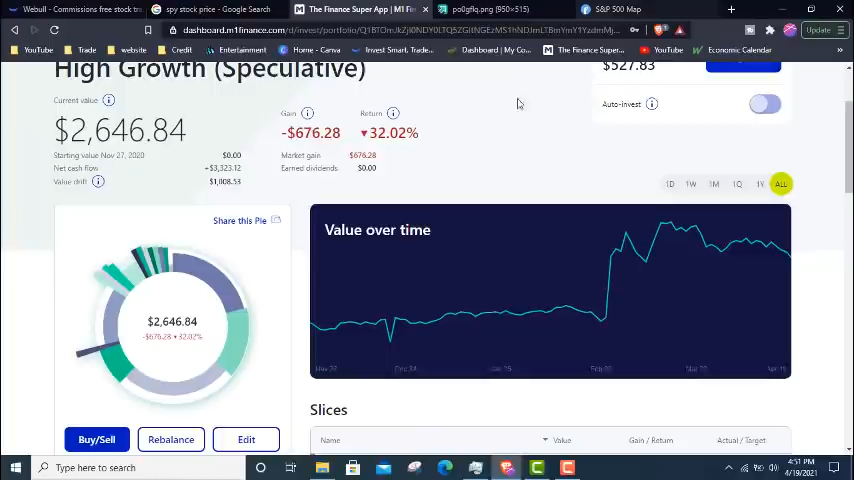 Webull - Commissions free stock
spy stock price - Google Search
The Finance Super App | M1 Fin
po0gflq.png (950×515)
S&P 500 Map
Update
YouTube
Trade
website
Credit
Entertainment
Home - Canva
Invest Smart, Trade...
Dashboard | My Co...
The Finance Super...
YouTube
Economic Calendar
High Growth (Speculative)
$527.83
Current value
$2,646.84
Gain
Return
-$676.28
▼32.02%
Auto-invest
Starting value Nov 27, 2020
$0.00
Net cash flow
+$3,323.12
Value drift
$1,008.53
Market gain
$676.28
Earned dividends
$0.00
1D
1W
1M
1Q
1Y
ALL
Share this Pie
Value over time
$2,646.84
-$676.28 ▼32.02%
Buy/Sell
Rebalance
Edit
Slices
Name
Value
Gain / Return
Actual / Target
Type here to search
4:51 PM
4/19/2021